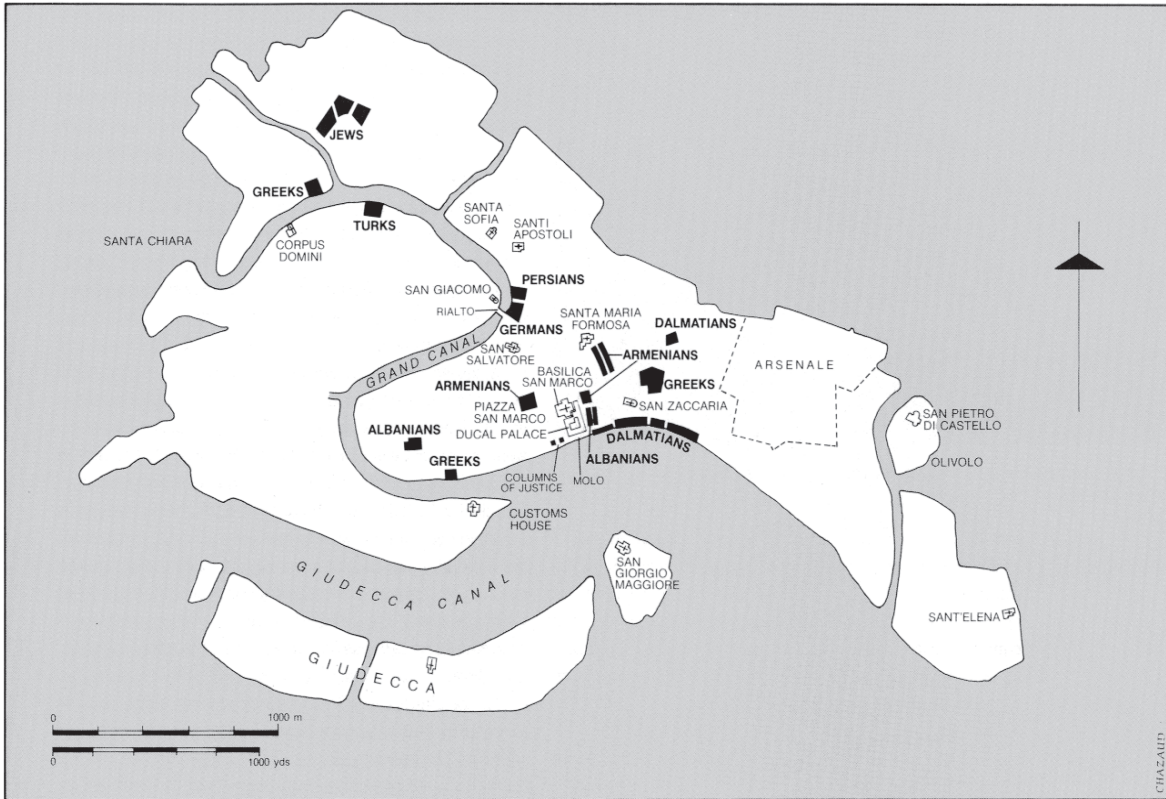 JEWS
GREEKS
TURKS
SANTA CHIARA
CORPUS
DOMINI
SANTA
SOFIA
SANTI
APOSTOLI
PERSIANS
SAN GIACOMO
RIALTO
GERMANS
SANTA MARIA
FORMOSA
DALMATIANS
GRAND CANAL
SAN
SALVATORE
ARMENIANS
ARSENALE
BASILICA
SAN MARCO
GREEKS
ARMENIANS
PIAZZA
SAN MARCO
SAN ZACCARIA
SAN PIETRO
DI CASTELLO
DUCAL PALACE
ALBANIANS
DALMATIANS
OLIVOLO
GREEKS
ALBANIANS
COLUMNS
OF JUSTICE
MOLO
CUSTOMS
HOUSE
SAN
GIORGIO
MAGGIORE
GIUDECCA CANAL
SANT'ELENA
GIUDECCA
0 1000 m
0 1000 yds
CHAZAUD